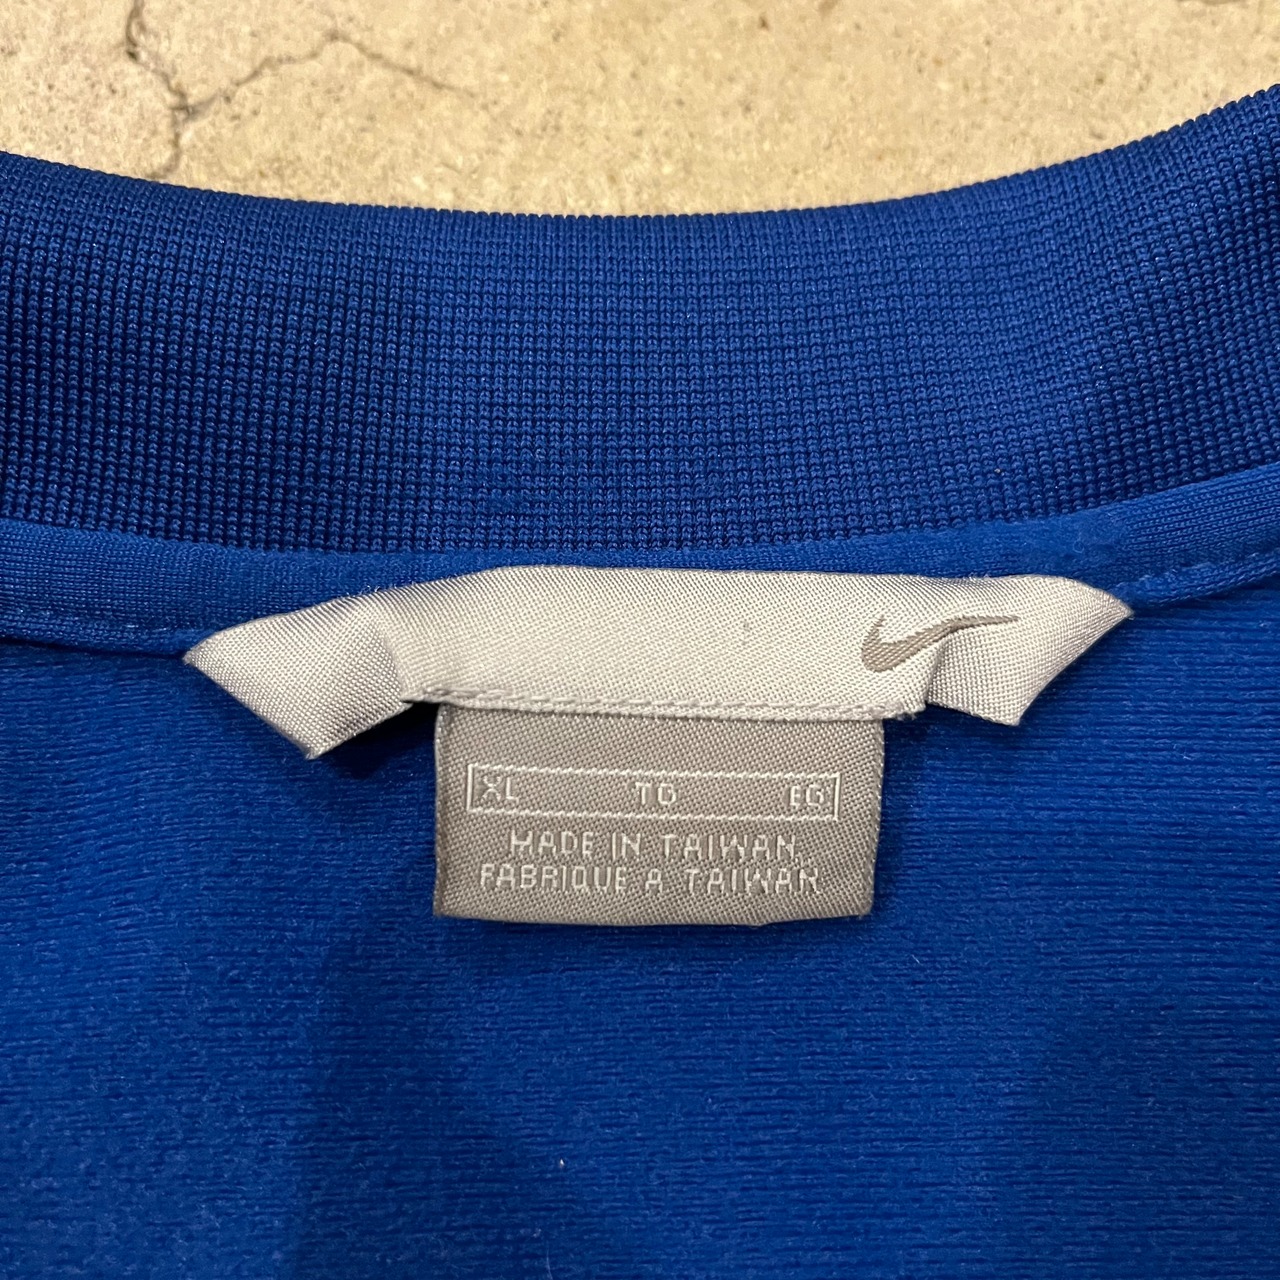 XL TG EG
MADE IN TAIWAN
FABRIQUE A TAIWAN